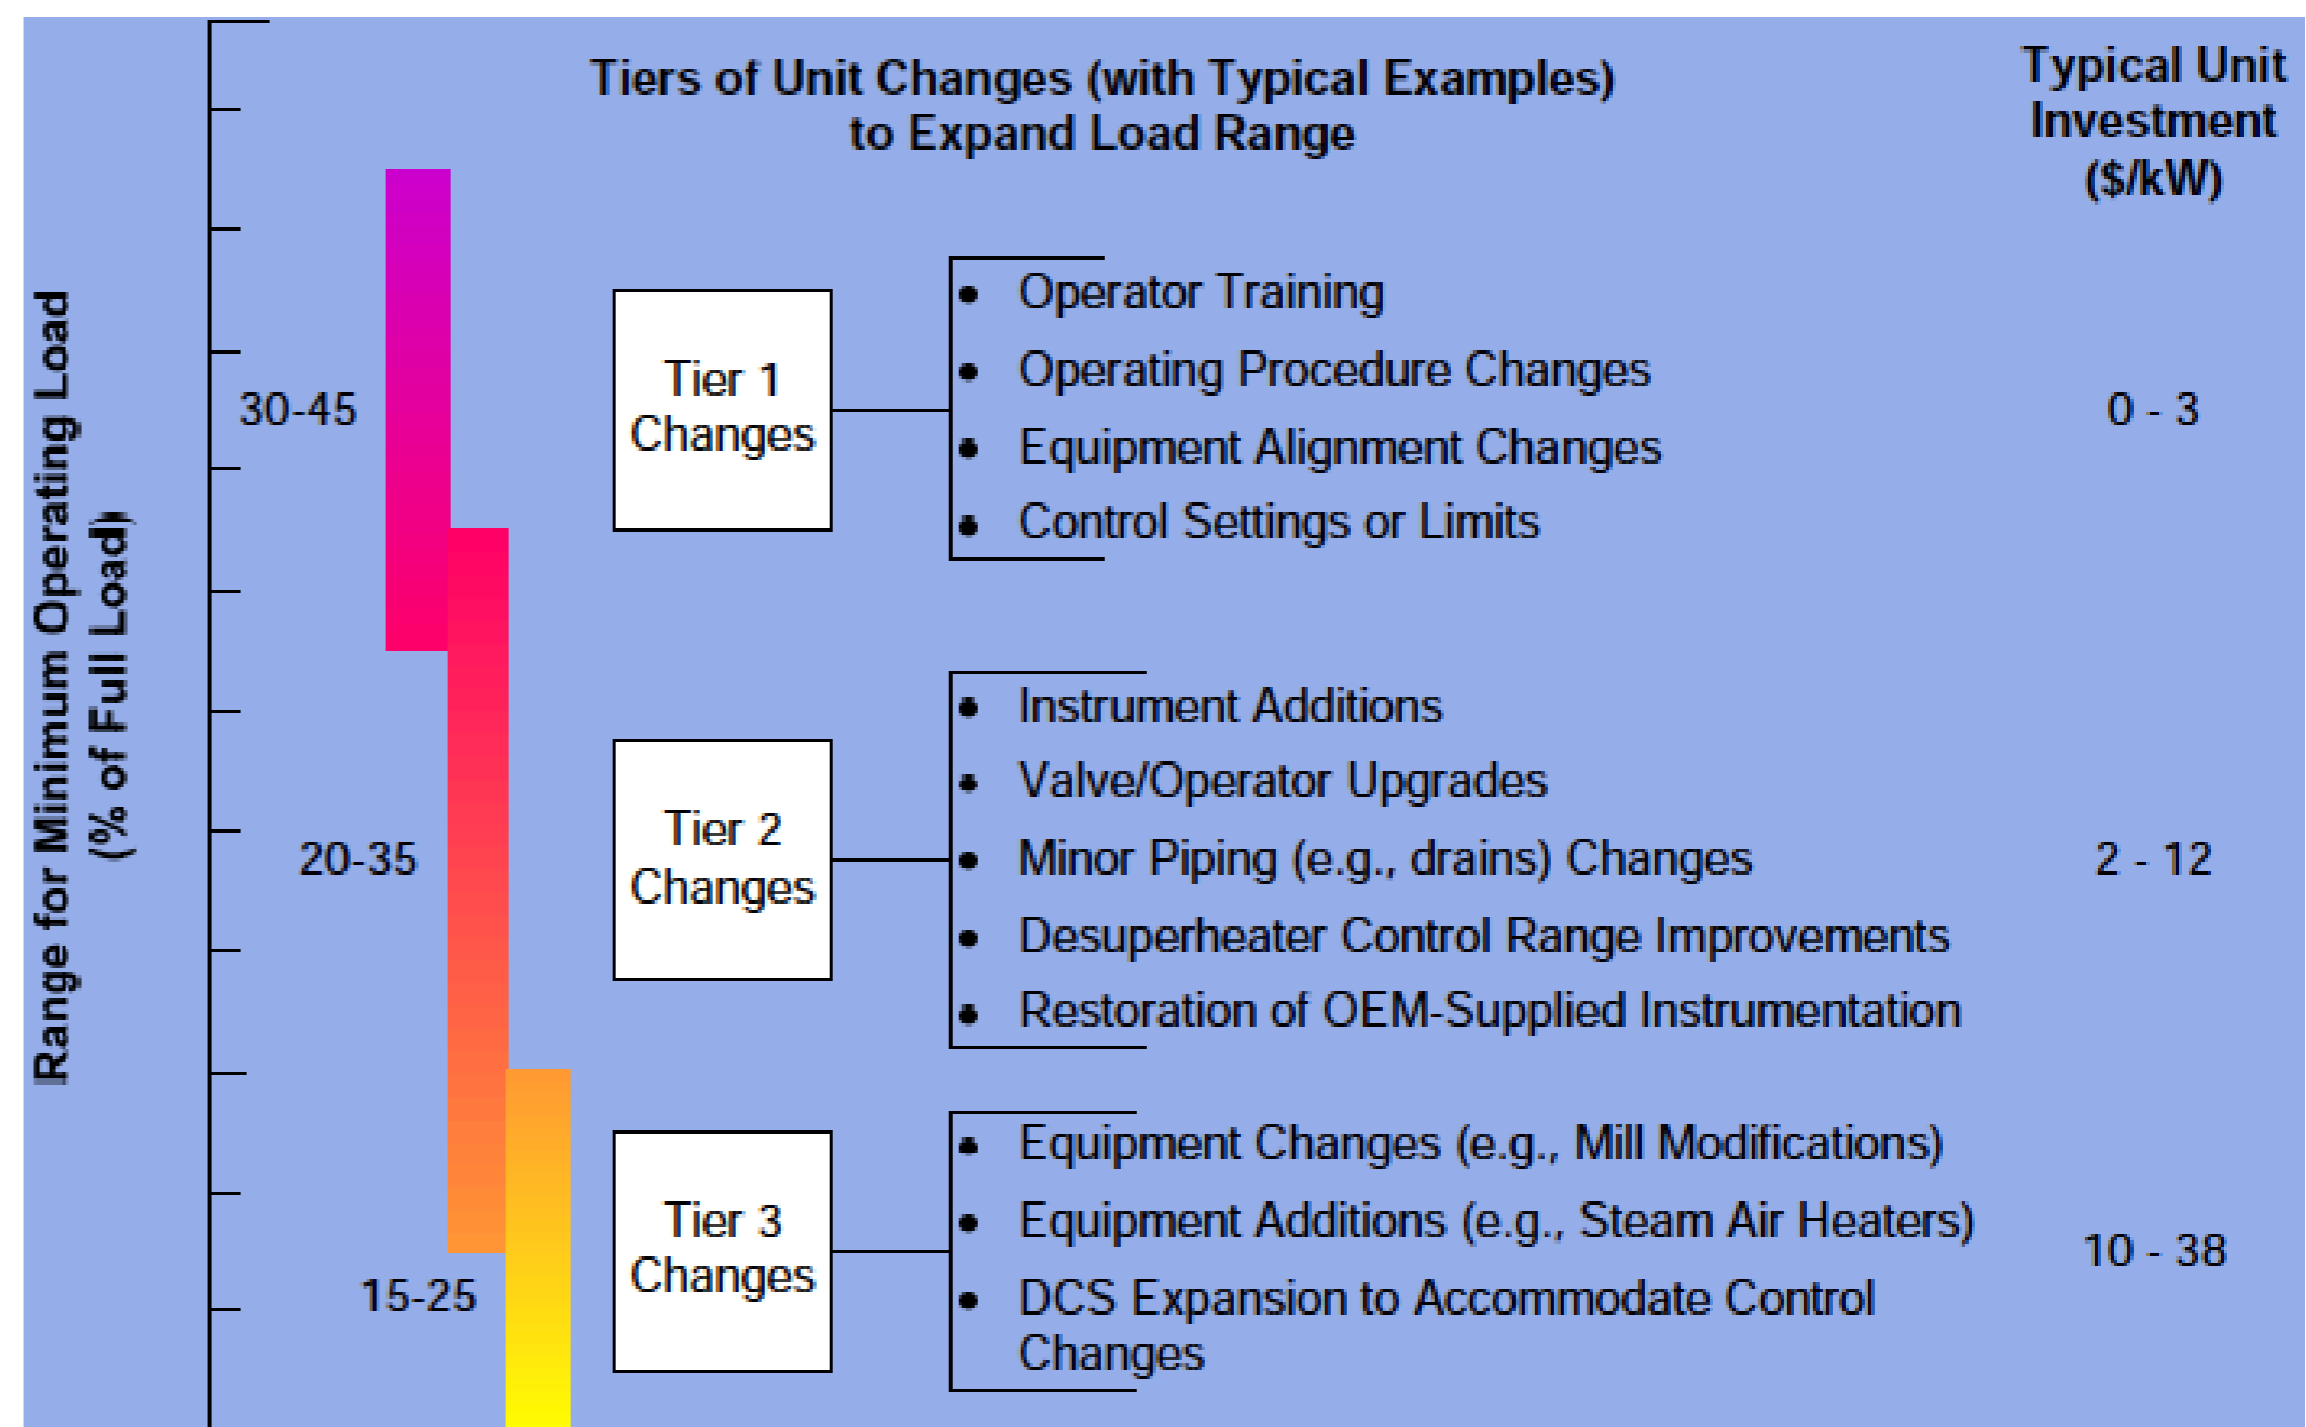 Tiers of Unit Changes (with Typical Examples)
to Expand Load Range
Typical Unit
Investment
($/kW)
Range for Minimum Operating Load
(% of Full Load)
30-45
Tier 1
Changes
• Operator Training
• Operating Procedure Changes
• Equipment Alignment Changes
• Control Settings or Limits
0 - 3
20-35
Tier 2
Changes
• Instrument Additions
• Valve/Operator Upgrades
• Minor Piping (e.g., drains) Changes
• Desuperheater Control Range Improvements
• Restoration of OEM-Supplied Instrumentation
2 - 12
15-25
Tier 3
Changes
• Equipment Changes (e.g., Mill Modifications)
• Equipment Additions (e.g., Steam Air Heaters)
• DCS Expansion to Accommodate Control
Changes
10 - 38